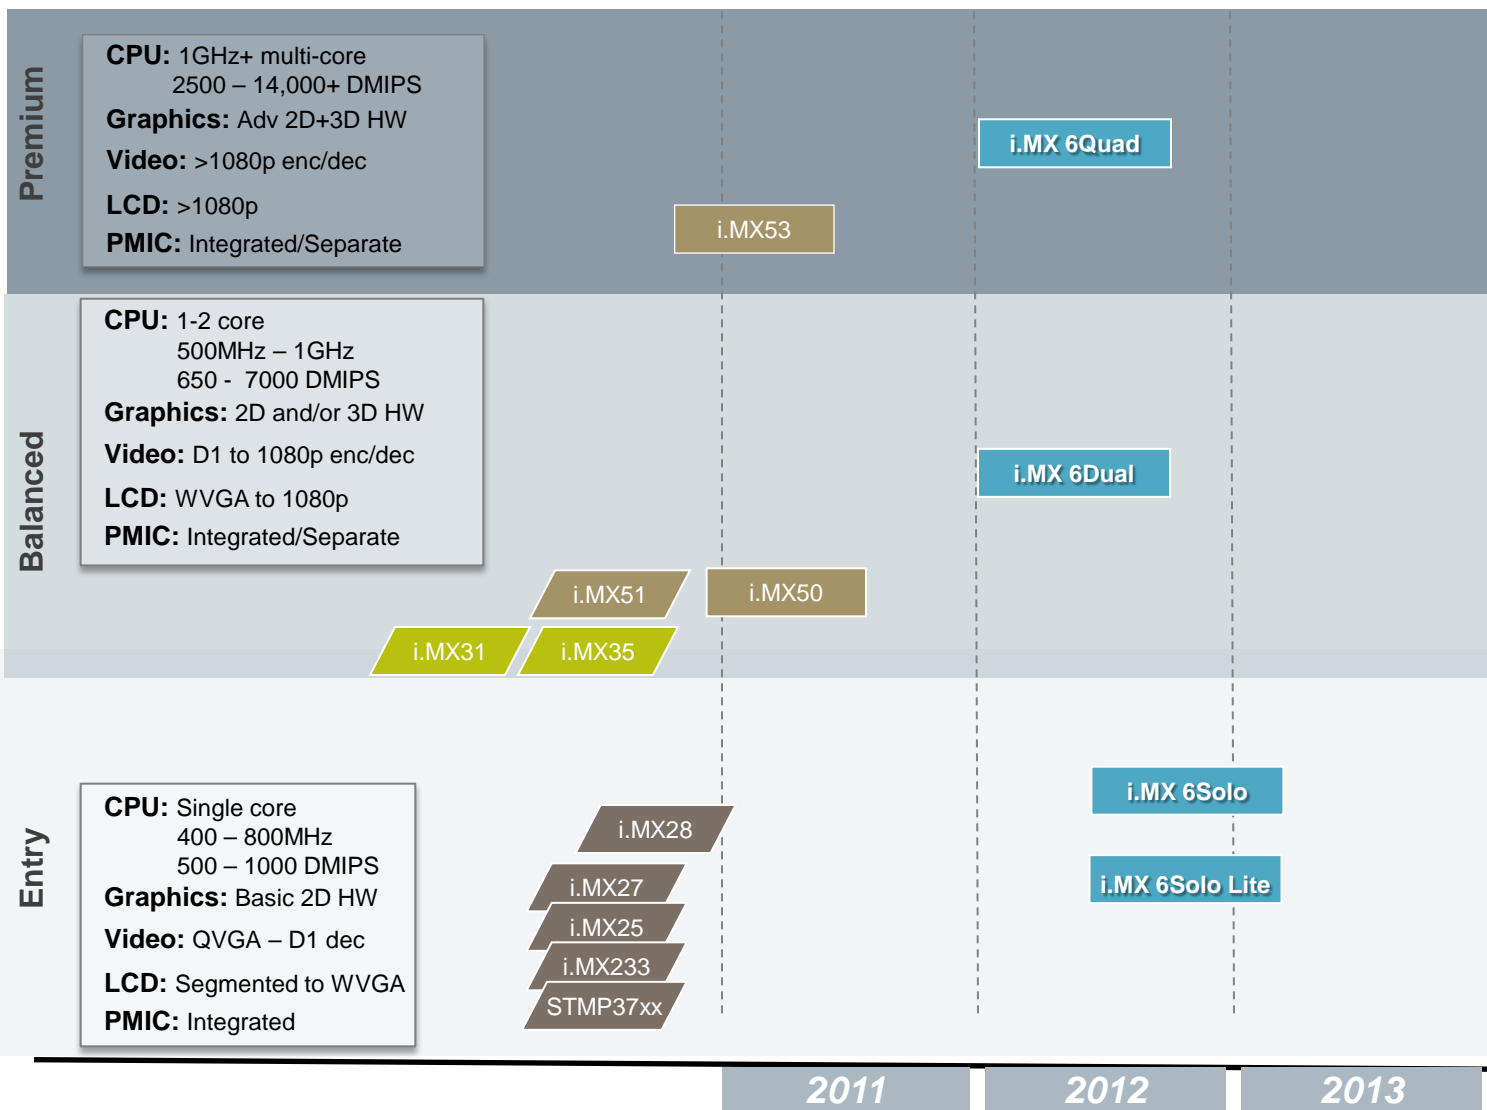 Premium
CPU: 1GHz+ multi-core
2500 – 14,000+ DMIPS
Graphics: Adv 2D+3D HW
Video: >1080p enc/dec
LCD: >1080p
PMIC: Integrated/Separate
i.MX 6Quad
i.MX53
Balanced
CPU: 1-2 core
500MHz – 1GHz
650 - 7000 DMIPS
Graphics: 2D and/or 3D HW
Video: D1 to 1080p enc/dec
LCD: WVGA to 1080p
PMIC: Integrated/Separate
i.MX 6Dual
i.MX51
i.MX50
i.MX31
i.MX35
Entry
CPU: Single core
400 – 800MHz
500 – 1000 DMIPS
Graphics: Basic 2D HW
Video: QVGA – D1 dec
LCD: Segmented to WVGA
PMIC: Integrated
i.MX 6Solo
i.MX28
i.MX27
i.MX 6Solo Lite
i.MX25
i.MX233
STMP37xx
2011
2012
2013